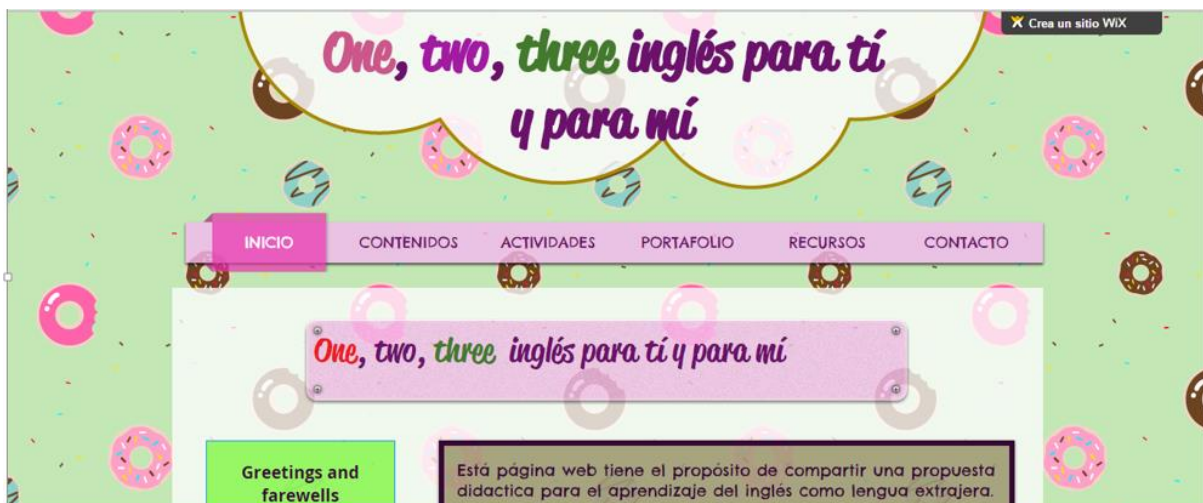 Crea un sitio WiX
One, two, three inglés para tí
y para mí
INICIO CONTENIDOS ACTIVIDADES PORTAFOLIO RECURSOS CONTACTO
One, two, three inglés para tí y para mí
Greetings and
farewells
Está página web tiene el propósito de compartir una propuesta
didactica para el aprendizaje del inglés como lengua extrajera.